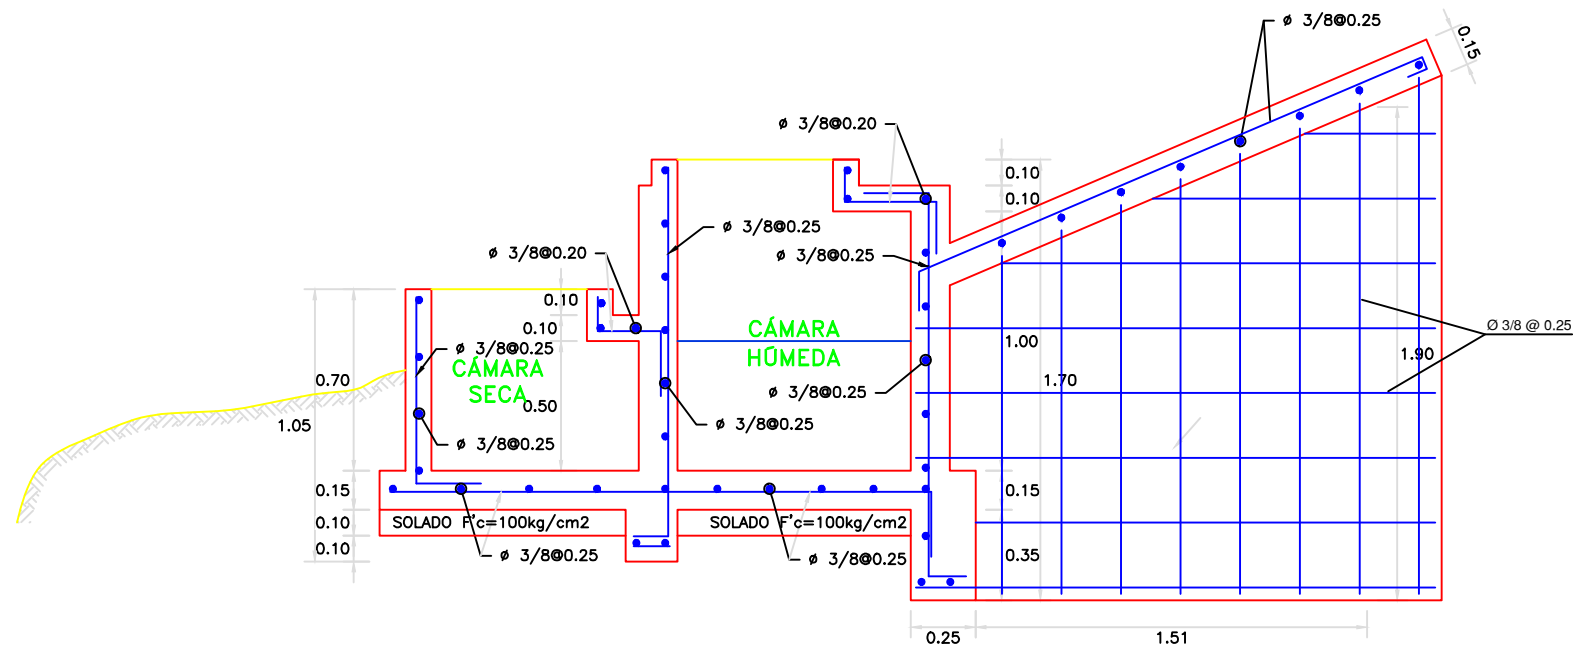 ø 3/8@0.25
0.15
ø 3/8@0.20
0.10
0.10
ø 3/8@0.25
ø 3/8@0.20
ø 3/8@0.25
0.10
0.10
CÁMARA
HÚMEDA
Ø 3/8 @ 0.25
1.00
1.90
ø 3/8@0.25
CÁMARA
SECA
0.70
1.70
ø 3/8@0.25
0.50
1.05
ø 3/8@0.25
ø 3/8@0.25
0.15
0.15
0.10
SOLADO F'c=100kg/cm2
SOLADO F'c=100kg/cm2
0.10
ø 3/8@0.25
ø 3/8@0.25
0.35
0.25
1.51